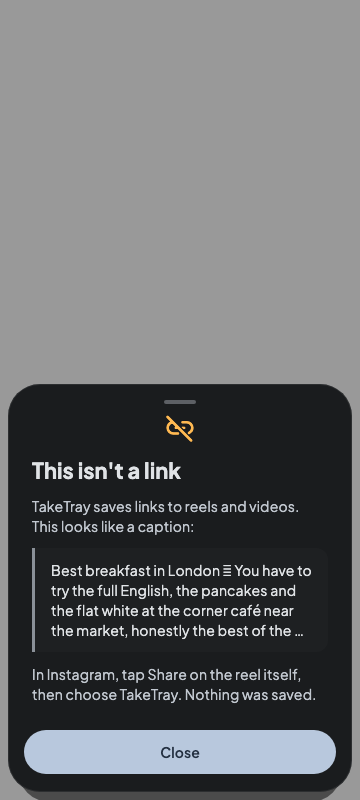 This isn't a link
TakeTray saves links to reels and videos.
This looks like a caption:
Best breakfast in London You have to
try the full English, the pancakes and
the flat white at the corner café near
the market, honestly the best of the ...
In Instagram, tap Share on the reel itself,
then choose TakeTray. Nothing was saved.
Close